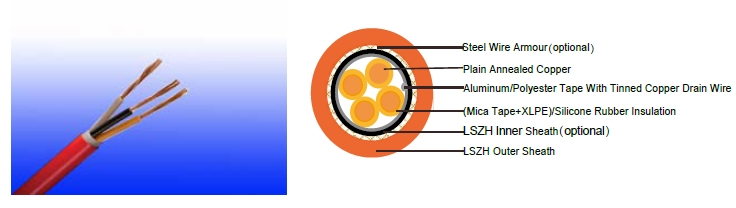 Steel Wire Armour(optional)
Plain Annealed Copper
Aluminum/Polyester Tape With Tinned Copper Drain Wire
(Mica Tape+XLPE)/Silicone Rubber Insulation
LSZH Inner Sheath(optional)
LSZH Outer Sheath